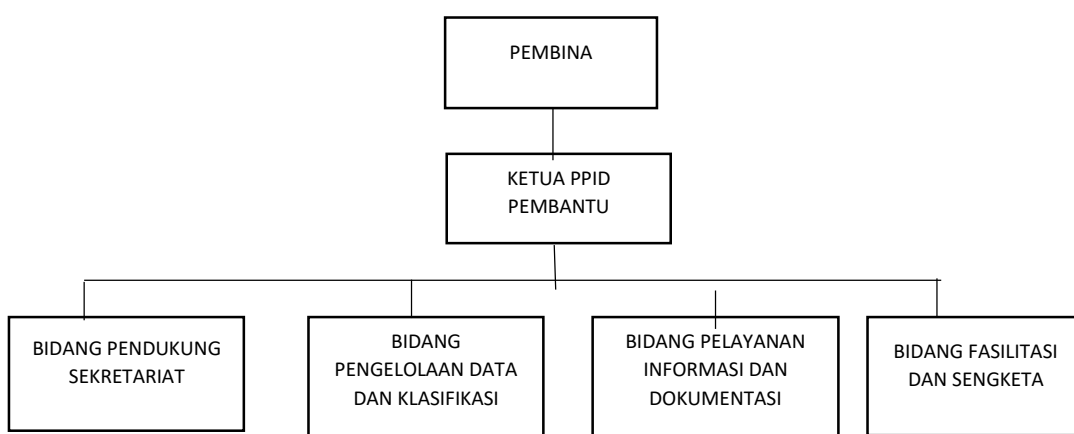 PEMBINA
KETUA PPID
PEMBANTU
BIDANG PENDUKUNG
SEKRETARIAT
BIDANG
PENGELOLAAN DATA
DAN KLASIFIKASI
BIDANG PELAYANAN
INFORMASI DAN
DOKUMENTASI
BIDANG FASILITASI
DAN SENGKETA